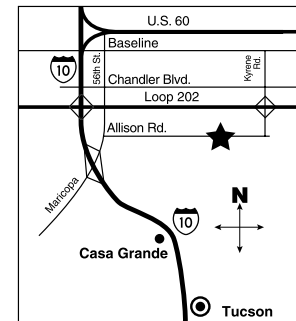 U.S. 60
Baseline
10
56th St.
Chandler Blvd.
Kyrene
Rd.
Loop 202
Allison Rd.
Maricopa
N
10
Casa Grande
Tucson